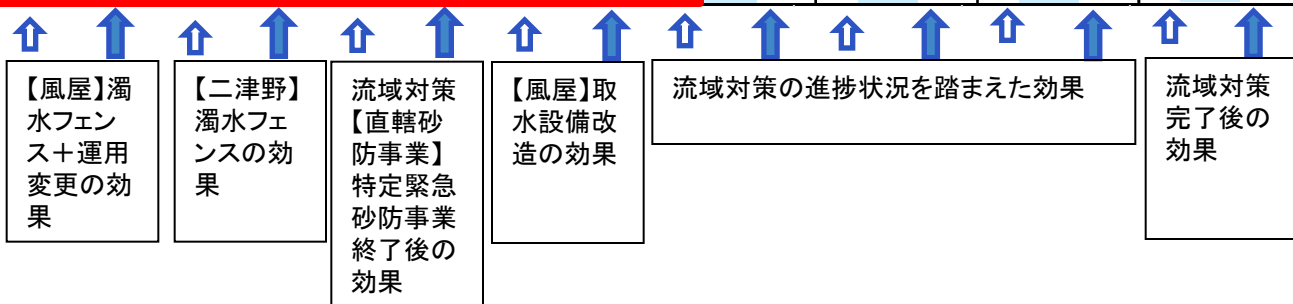 【風屋】濁
水フェン
ス＋運用
変更の効
果
【二津野】
濁水フェ
ンスの効
果
流域対策
【直轄砂
防事業】
特定緊急
砂防事業
終了後の
効果
【風屋】取
水設備改
造の効果
流域対策の進捗状況を踏まえた効果
流域対策
完了後の
効果